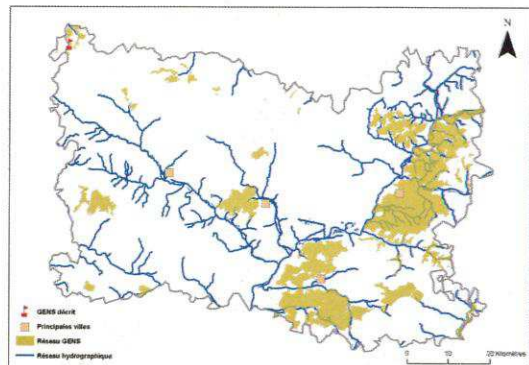 N
GENS décrit
Principales villes
Réseau GENS
Réseau hydrographique
0 10 20 Kilomètres